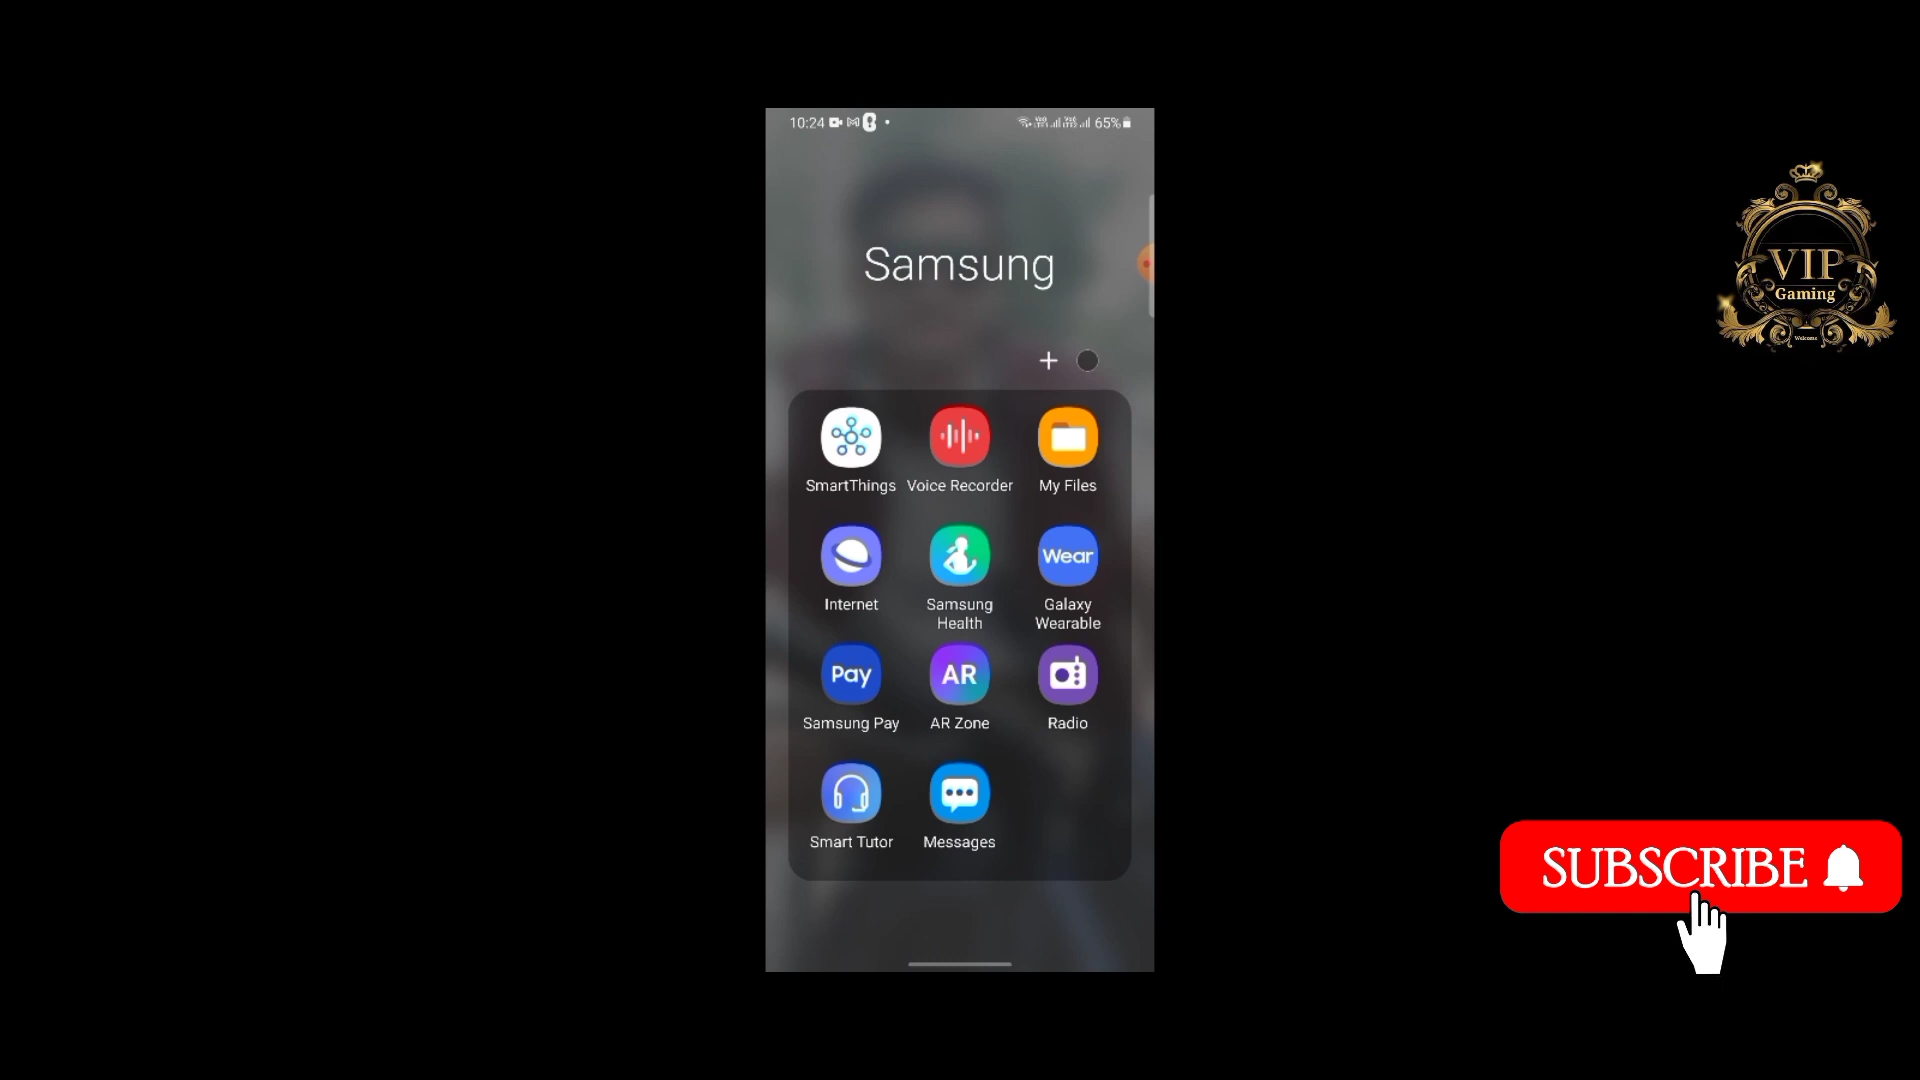 10:24
65%
Samsung
SmartThings Voice Recorder My Files
Internet Samsung Health Galaxy Wearable
Wear
Pay AR
Samsung Pay AR Zone Radio
Smart Tutor Messages
VIP
Gaming
Welcome
SUBSCRIBE